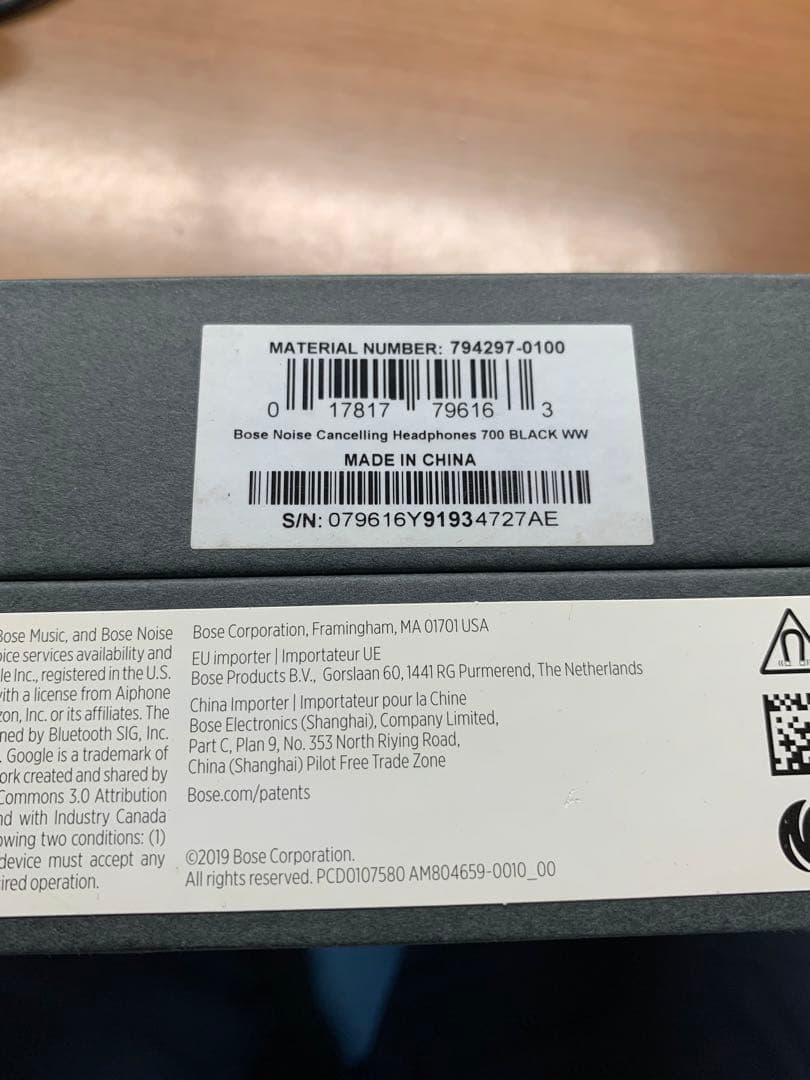 MATERIAL NUMBER: 794297-0100
0 17817 79616 3
Bose Noise Cancelling Headphones 700 BLACK WW
MADE IN CHINA
S/N: 079616Y91934727AE
Bose Music, and Bose Noise
services availability and
Inc., registered in the U.S.
with a license from Aiphone
Inc. or its affiliates. The
by Bluetooth SIG, Inc.
. Google is a trademark of
created and shared by
Commons 3.0 Attribution
with Industry Canada
two conditions: (1)
device must accept any
operation.
Bose Corporation, Framingham, MA 01701 USA
EU importer | Importateur UE
Bose Products B.V., Gorslaan 60, 1441 RG Purmerend, The Netherlands
China Importer | Importateur pour la Chine
Bose Electronics (Shanghai), Company Limited,
Part C, Plan 9, No. 353 North Riying Road,
China (Shanghai) Pilot Free Trade Zone
Bose.com/patents
©2019 Bose Corporation.
All rights reserved. PCD0107580 AM804659-0010_00